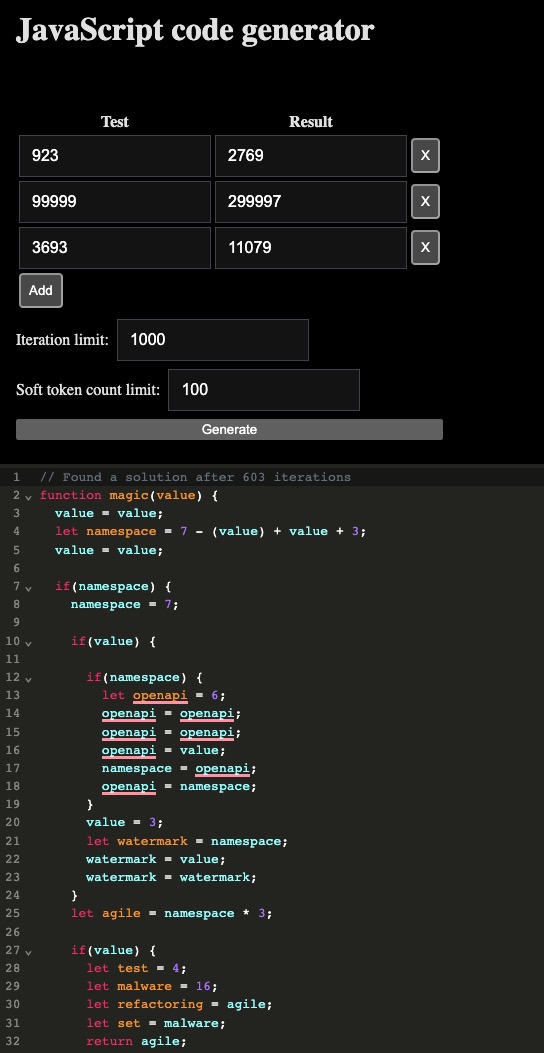 JavaScript code generator
Test Result
923 2769 X
99999 299997 X
3693 11079 X
Add
Iteration limit: 1000
Soft token count limit: 100
Generate
1 // Found a solution after 603 iterations
2 function magic(value) {
3 value = value;
4 let namespace = 7 - (value) + value + 3;
5 value = value;
6
7 if(namespace) {
8 namespace = 7;
9
10 if(value) {
11
12 if(namespace) {
13 let openapi = 6;
14 openapi = openapi;
15 openapi = openapi;
16 openapi = value;
17 namespace = openapi;
18 openapi = namespace;
19 }
20 value = 3;
21 let watermark = namespace;
22 watermark = value;
23 watermark = watermark;
24 }
25 let agile = namespace * 3;
26
27 if(value) {
28 let test = 4;
29 let malware = 16;
30 let refactoring = agile;
31 let set = malware;
32 return agile;